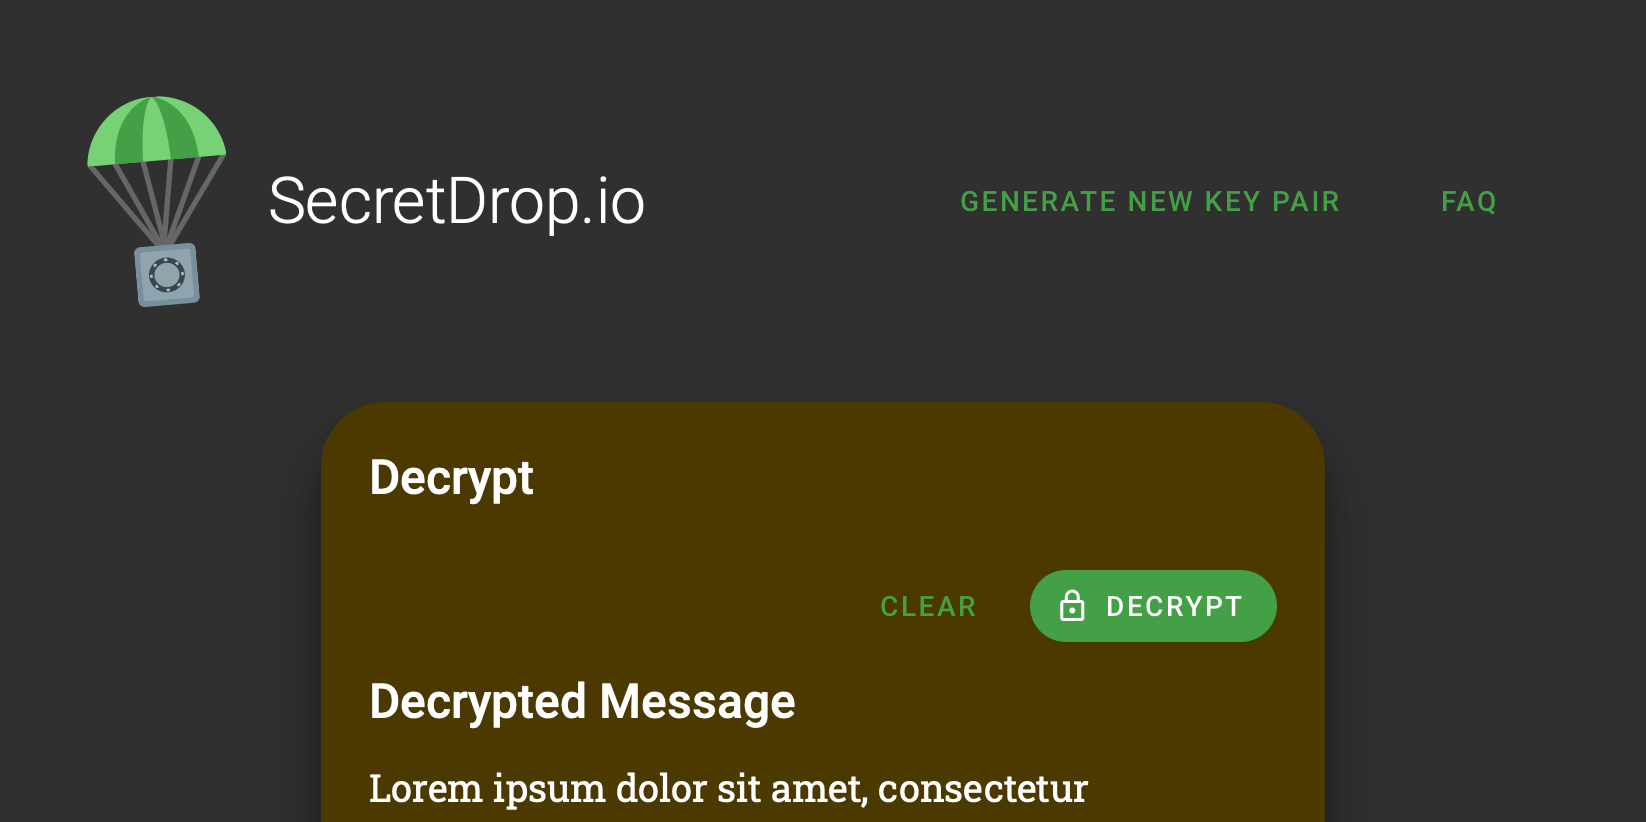 SecretDrop.io
GENERATE NEW KEY PAIR
FAQ
Decrypt
CLEAR
DECRYPT
Decrypted Message
Lorem ipsum dolor sit amet, consectetur